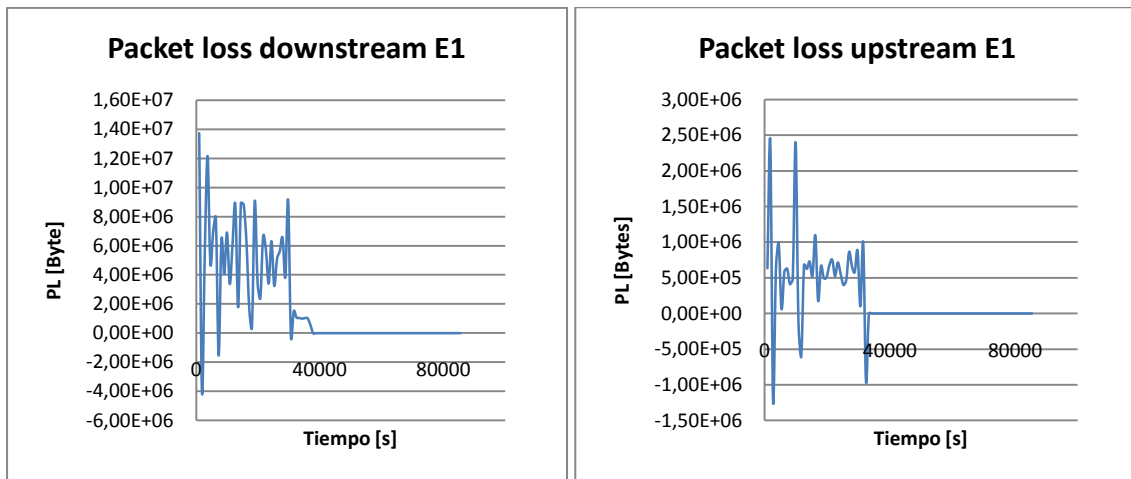 Packet loss downstream E1
1,60E+07
1,40E+07
1,20E+07
1,00E+07
8,00E+06
6,00E+06
4,00E+06
2,00E+06
0,00E+00
-2,00E+06
-4,00E+06
-6,00E+06
PL [Byte]
0
40000
80000
Tiempo [s]
Packet loss upstream E1
3,00E+06
2,50E+06
2,00E+06
1,50E+06
1,00E+06
5,00E+05
0,00E+00
-5,00E+05
-1,00E+06
-1,50E+06
PL [Bytes]
0
40000
80000
Tiempo [s]